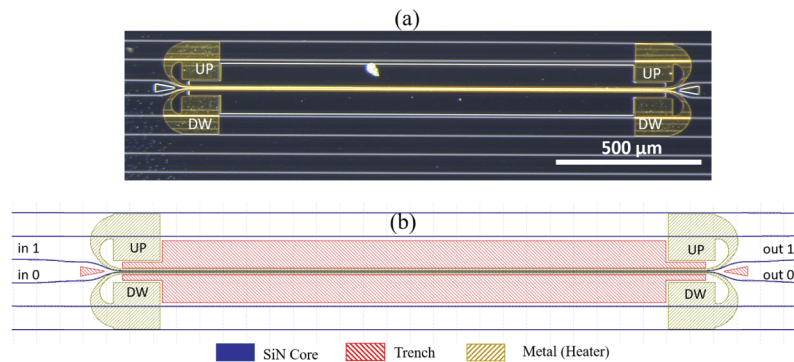 (a)
UP UP
DW DW
500 µm
(b)
in 1 UP UP out 1
in 0 out 0
DW DW
SiN Core Trench Metal (Heater)